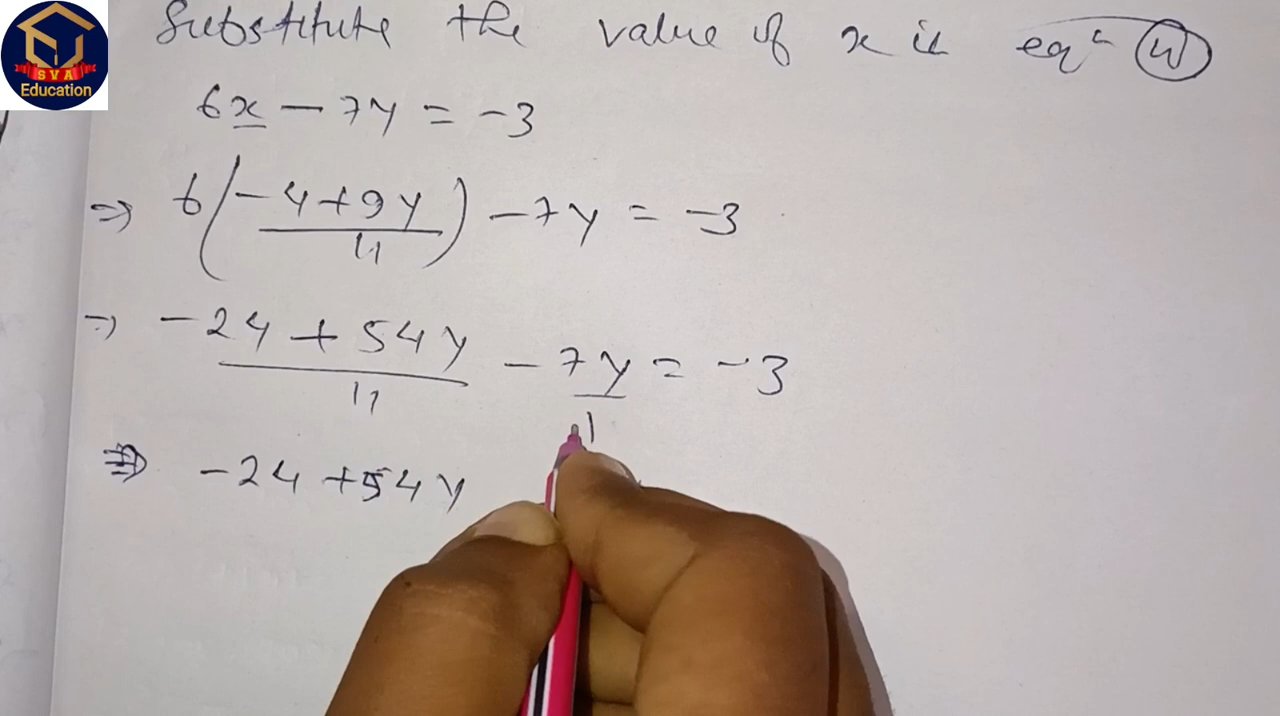 SVA
Education
Substitute the value of x in eqn (4)
6x - 7y = -3
⇒ 6(-4+9y/11) - 7y = -3
⇒ -24 + 54y/11 - 7y/1 = -3
⇒ -24 + 54y